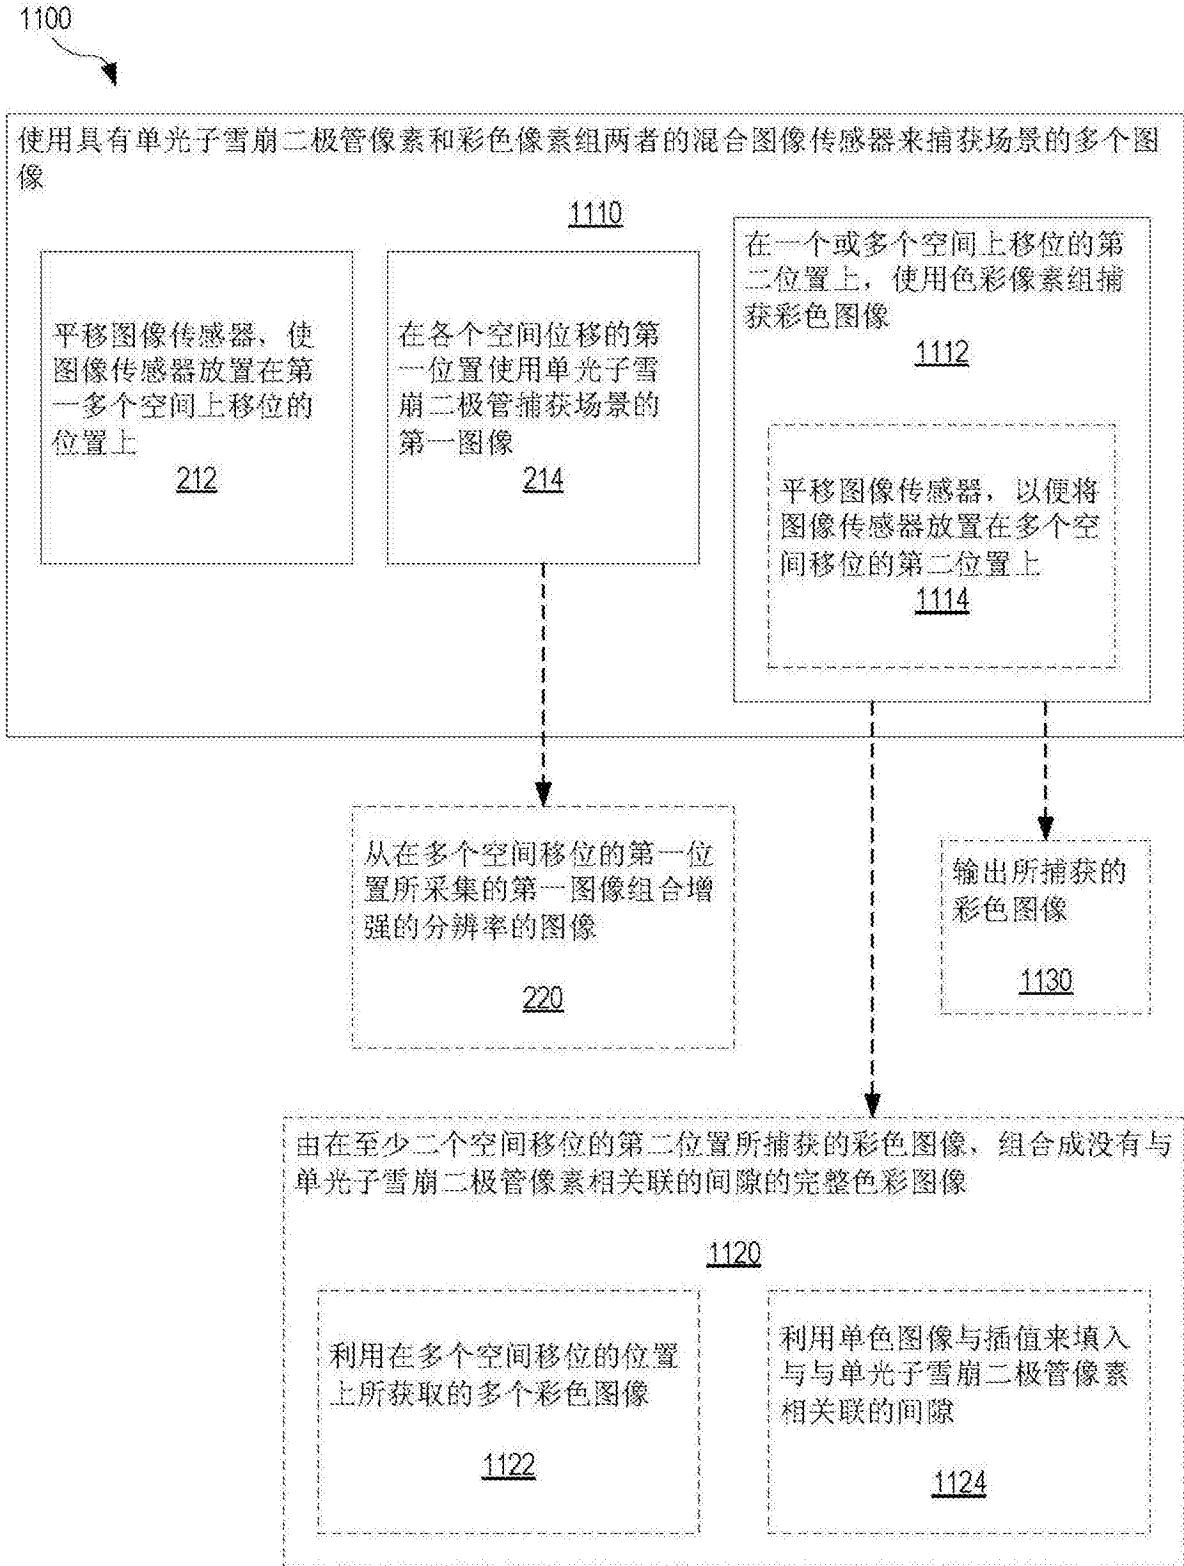 1100
使用具有单光子雪崩二极管像素和彩色像素组两者的混合图像传感器来捕获场景的多个图
像
1110
平移图像传感器，使
图像传感器放置在第
一多个空间上移位的
位置上
212
在各个空间位移的第
一位置使用单光子雪
崩二极管捕获场景的
第一图像
214
在一个或多个空间上移位的第
二位置上，使用色彩像素组捕
获彩色图像
1112
平移图像传感器，以便将
图像传感器放置在多个空
间移位的第二位置上
1114
从在多个空间移位的第一位
置所采集的第一图像组合增
强的分辨率的图像
220
输出所捕获的
彩色图像
1130
由在至少二个空间移位的第二位置所捕获的彩色图像，组合成没有与
单光子雪崩二极管像素相关联的间隙的完整色彩图像
1120
利用在多个空间移位的位置
上所获取的多个彩色图像
1122
利用单色图像与插值来填入
与与单光子雪崩二极管像素
相关联的间隙
1124